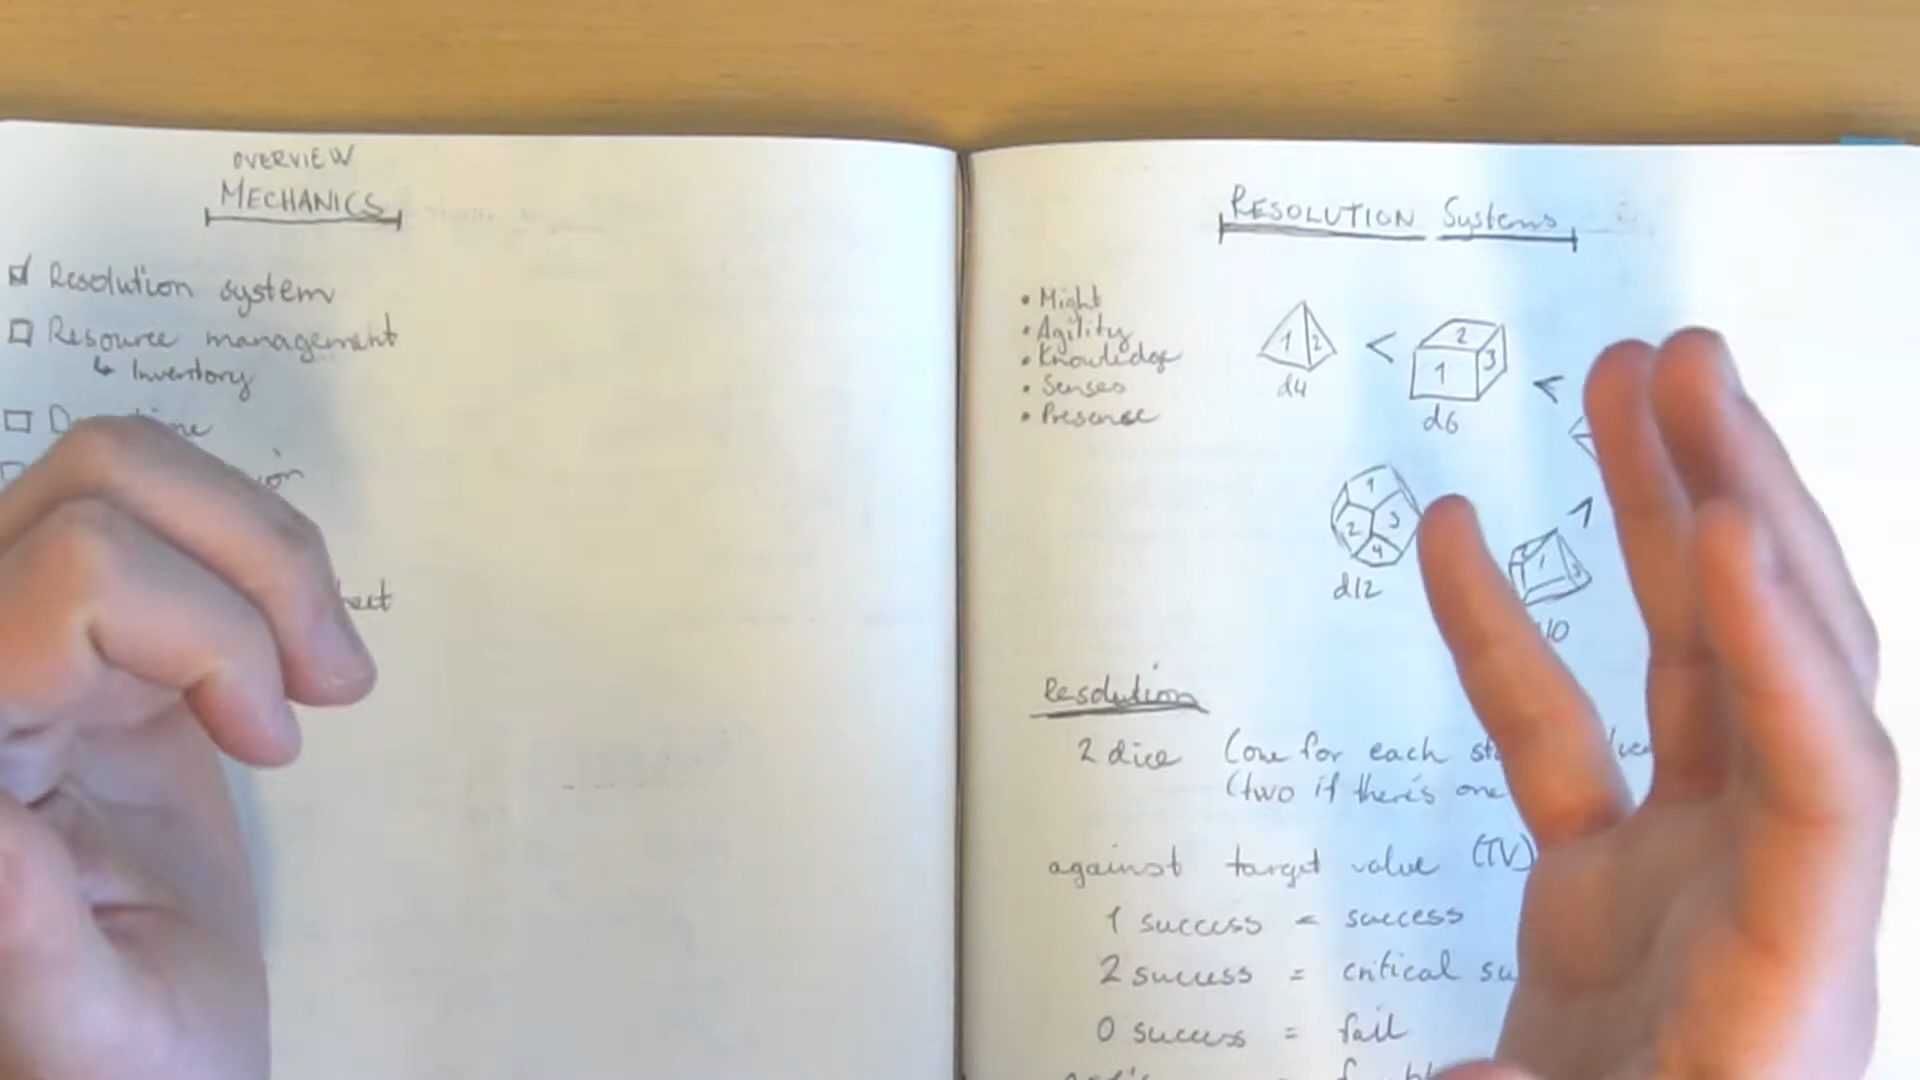 OVERVIEW
MECHANICS
Resolution system
Resource management
↳ Inventory
RESOLUTION Systems
• Might
• Agility
• Knowledge
• Senses
• Presence
1 2
d4
<
2
1 3
d6
<
1
2 3
4
d12
<
1
10
Resolution
2 dice (one for each
(two if there's one
against target value (TV)
1 success = success
2 success = critical su
0 success = fail